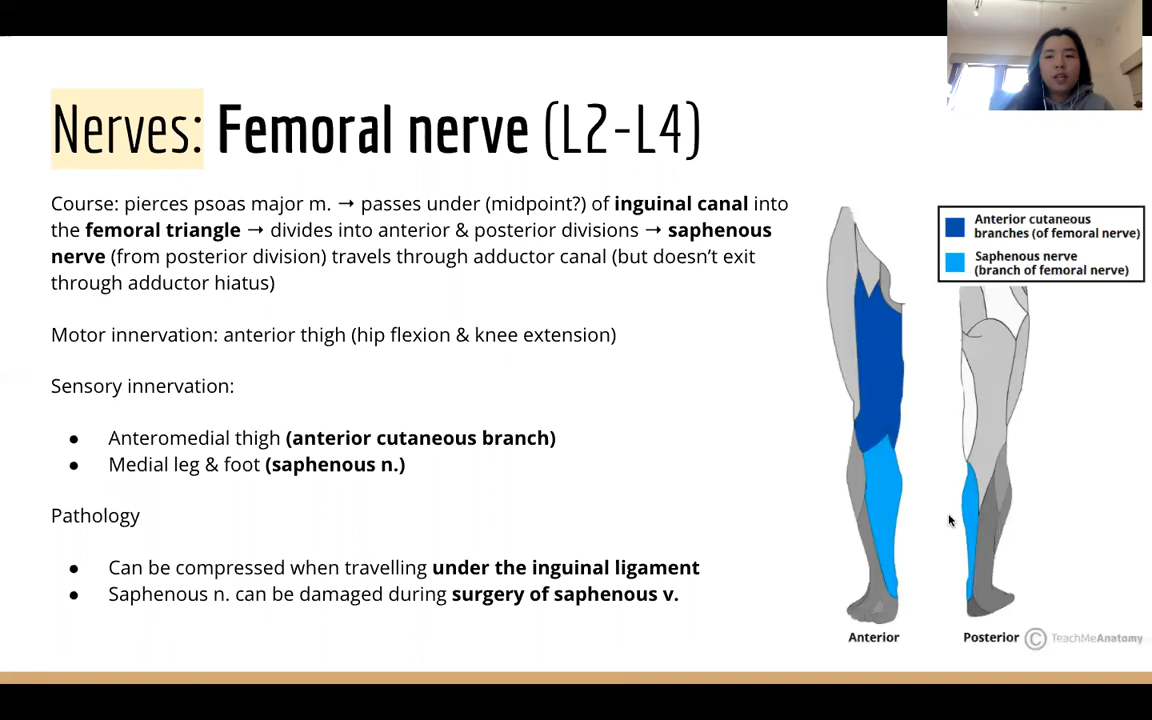 Nerves: Femoral nerve (L2-L4)
Course: pierces psoas major m. → passes under (midpoint?) of inguinal canal into
the femoral triangle → divides into anterior & posterior divisions → saphenous
nerve (from posterior division) travels through adductor canal (but doesn’t exit
through adductor hiatus)
Motor innervation: anterior thigh (hip flexion & knee extension)
Sensory innervation:
● Anteromedial thigh (anterior cutaneous branch)
● Medial leg & foot (saphenous n.)
Pathology
● Can be compressed when travelling under the inguinal ligament
● Saphenous n. can be damaged during surgery of saphenous v.
Anterior cutaneous
branches (of femoral nerve)
Saphenous nerve
(branch of femoral nerve)
Anterior
Posterior
© TeachMeAnatomy